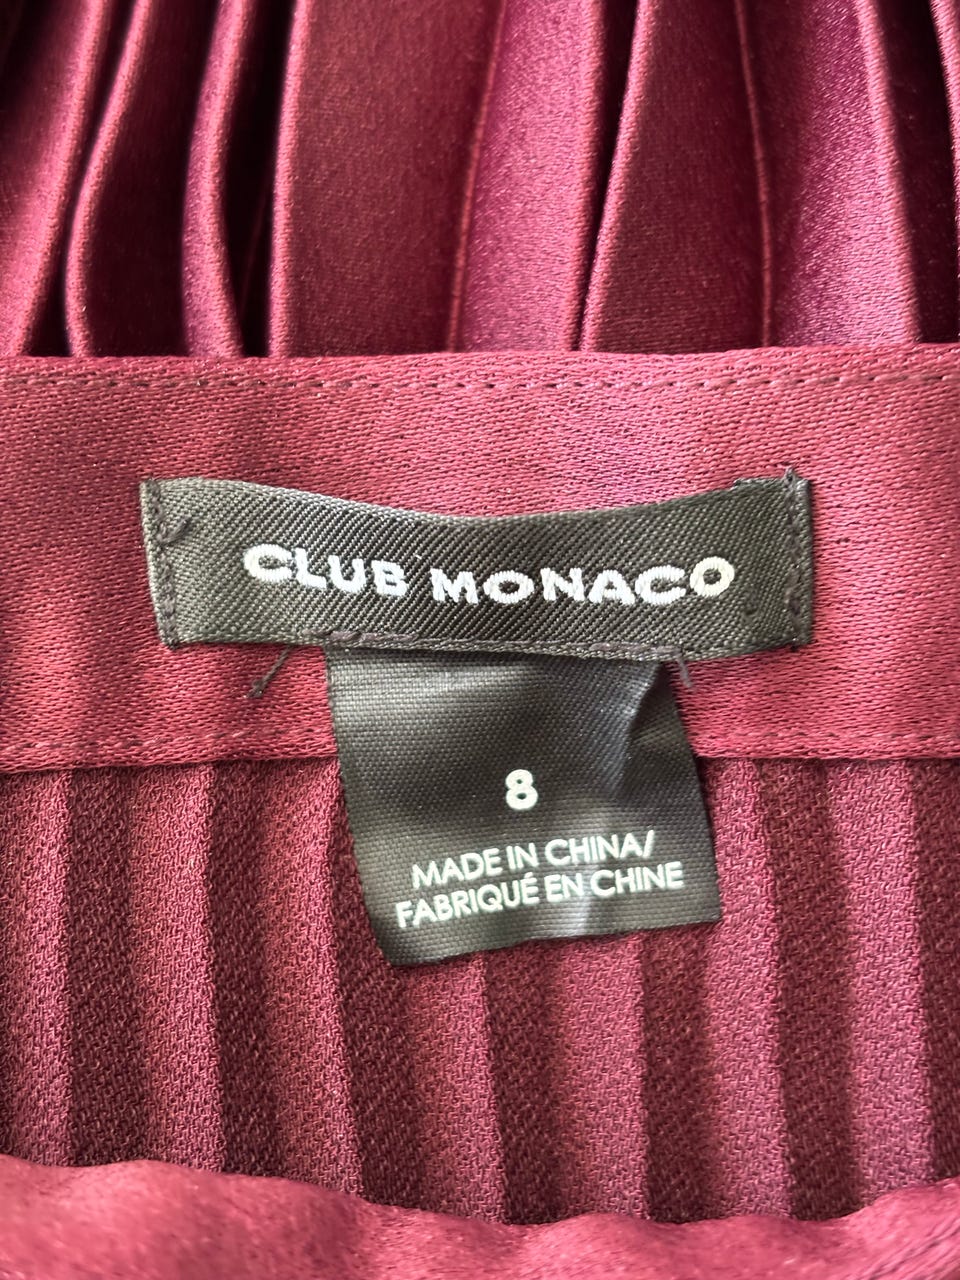 CLUB MONACO
8
MADE IN CHINA/
FABRIQUÉ EN CHINE